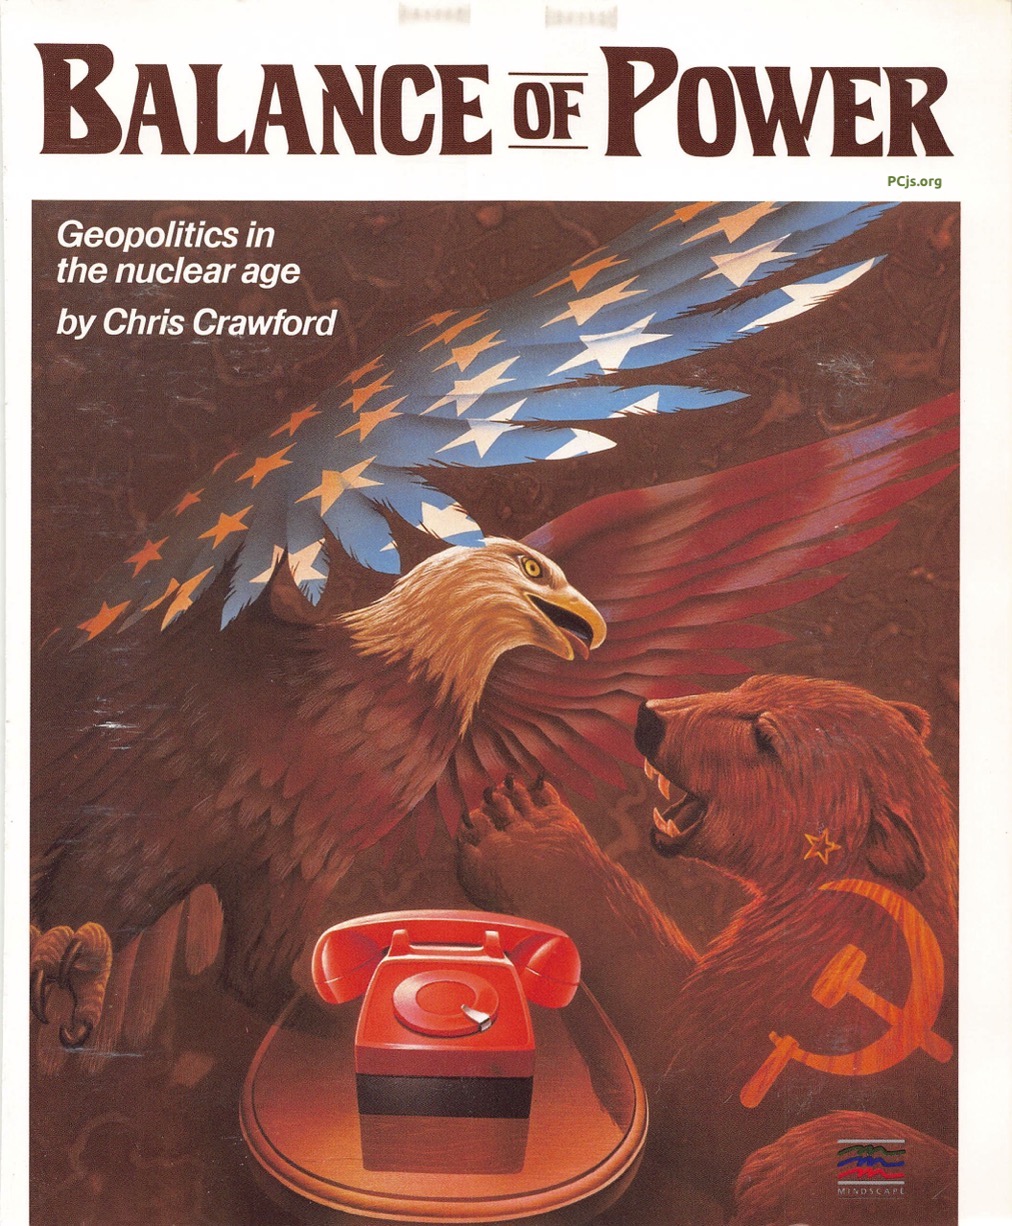 BALANCE OF POWER
PCjs.org
Geopolitics in
the nuclear age
by Chris Crawford
MINDSCAPE